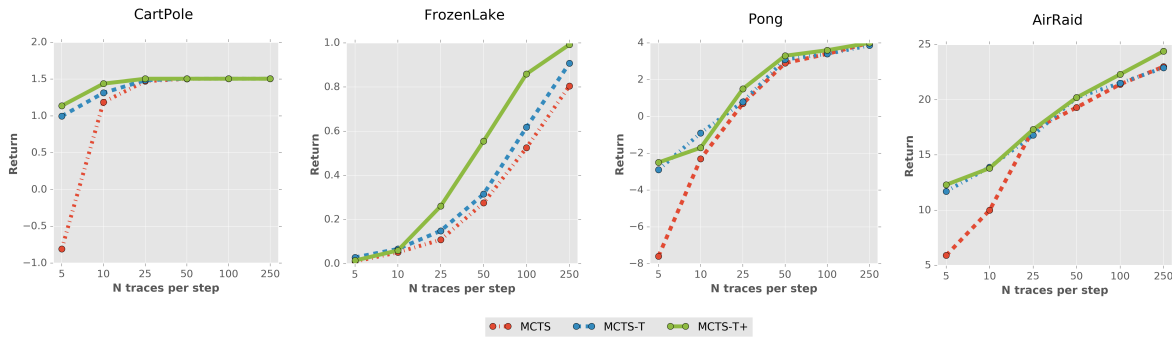 CartPole
FrozenLake
Pong
AirRaid
Return
2.0
1.5
1.0
0.5
0.0
−0.5
−1.0
5 10 25 50 100 250
N traces per step
Return
1.0
0.8
0.6
0.4
0.2
0.0
5 10 25 50 100 250
N traces per step
Return
4
2
0
−2
−4
−6
−8
5 10 25 50 100 250
N traces per step
Return
25
20
15
10
5
5 10 25 50 100 250
N traces per step
MCTS MCTS-T MCTS-T+